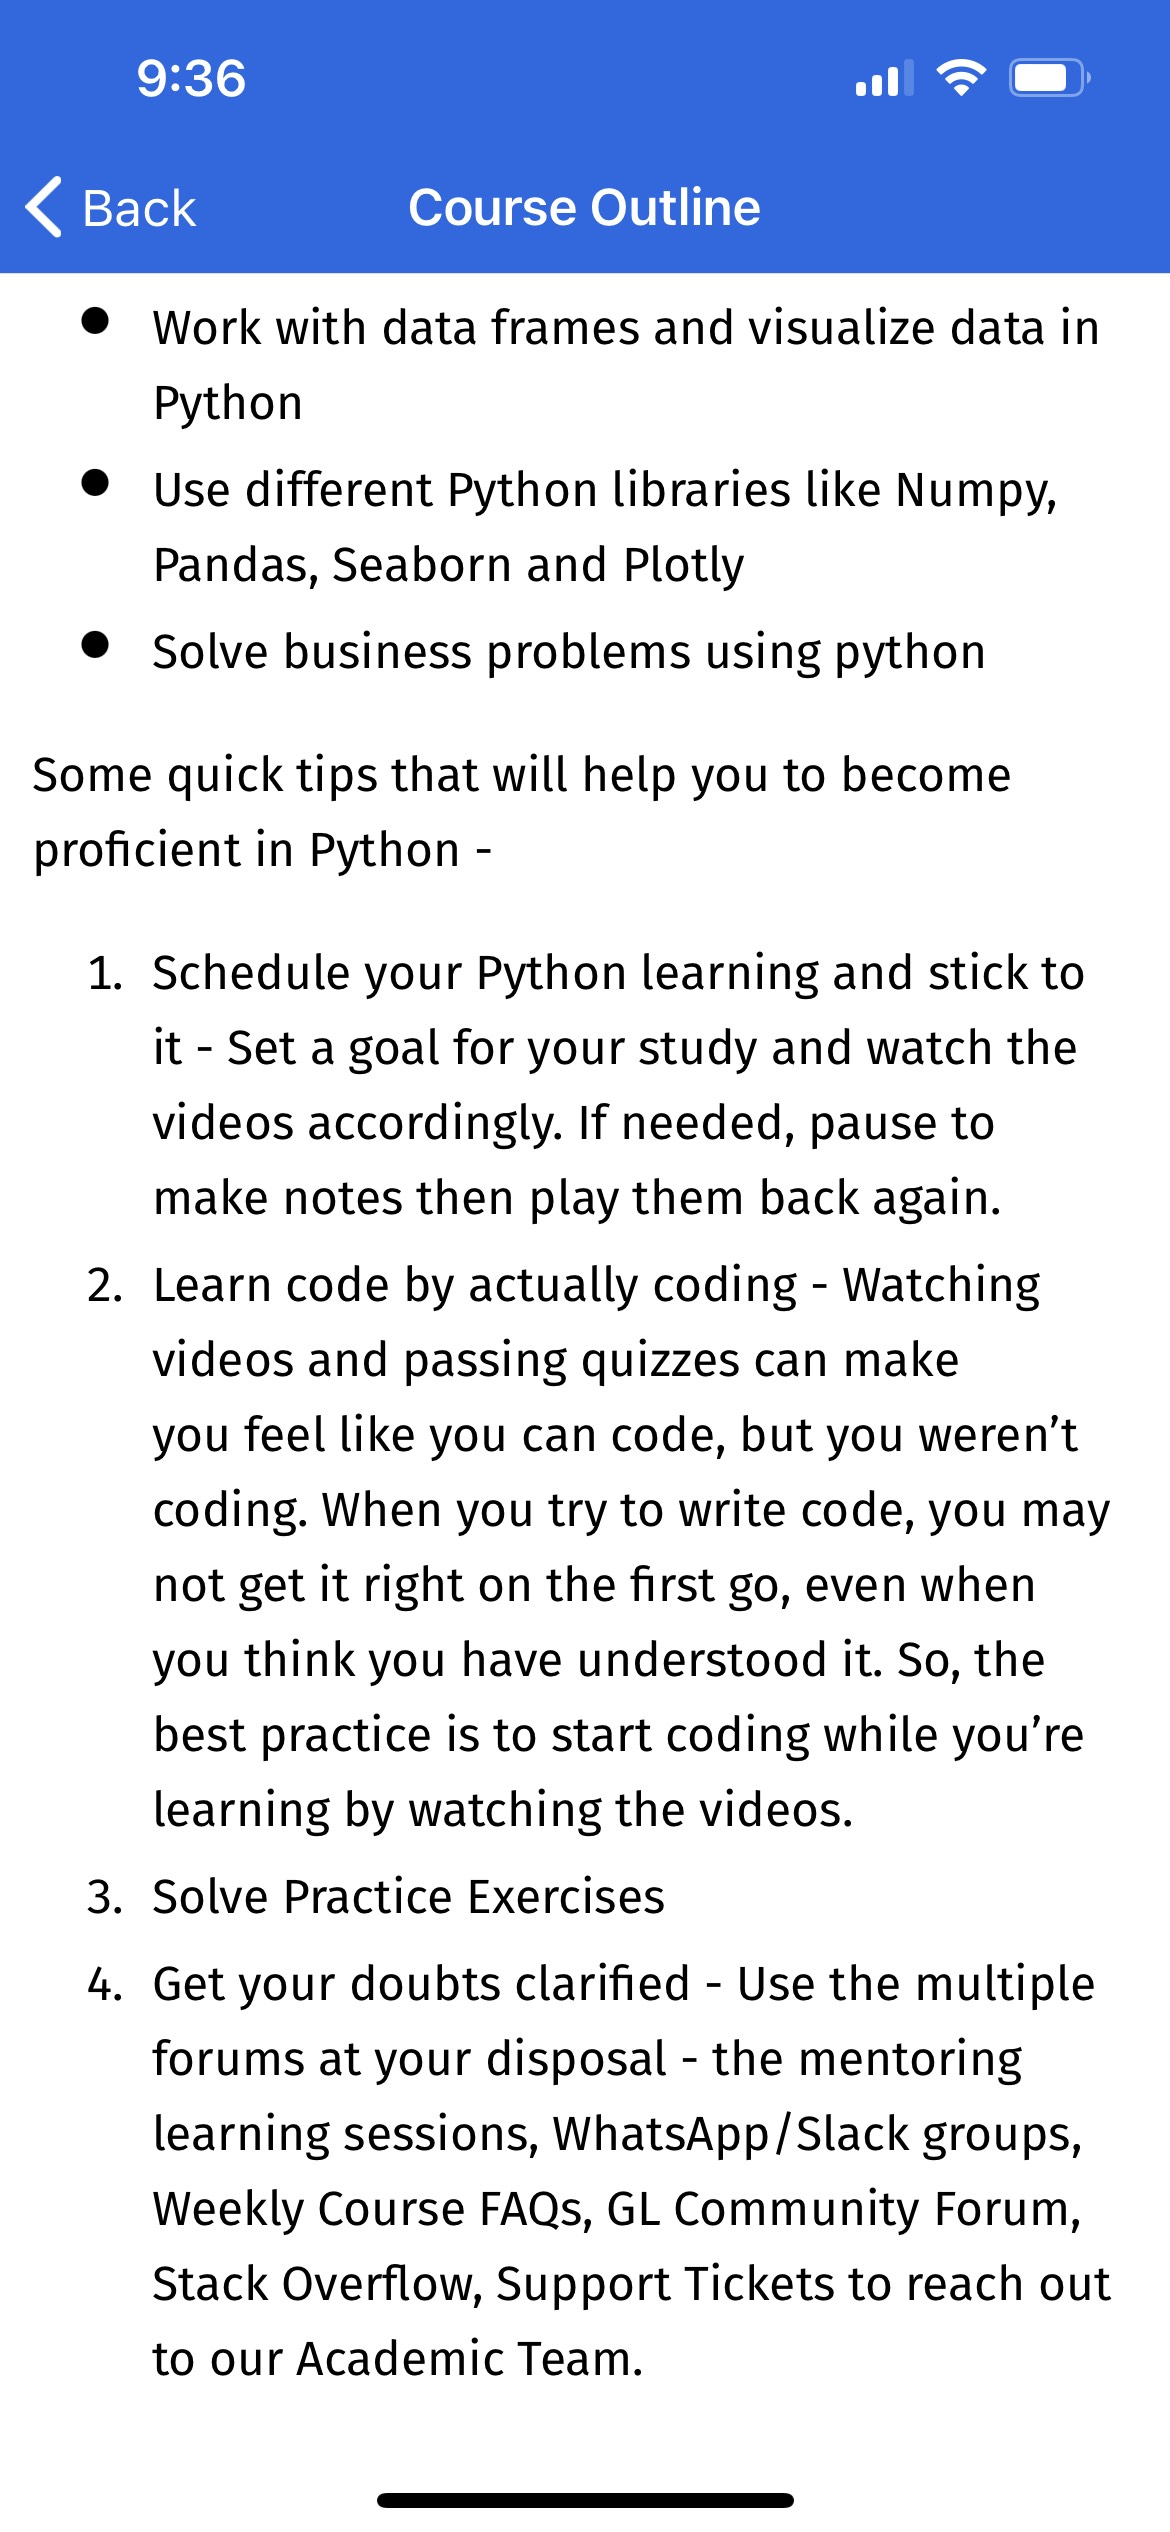 9:36
Back
Course Outline
● Work with data frames and visualize data in
Python
● Use different Python libraries like Numpy,
Pandas, Seaborn and Plotly
● Solve business problems using python
Some quick tips that will help you to become
proficient in Python -
1. Schedule your Python learning and stick to
it - Set a goal for your study and watch the
videos accordingly. If needed, pause to
make notes then play them back again.
2. Learn code by actually coding - Watching
videos and passing quizzes can make
you feel like you can code, but you weren’t
coding. When you try to write code, you may
not get it right on the first go, even when
you think you have understood it. So, the
best practice is to start coding while you’re
learning by watching the videos.
3. Solve Practice Exercises
4. Get your doubts clarified - Use the multiple
forums at your disposal - the mentoring
learning sessions, WhatsApp/Slack groups,
Weekly Course FAQs, GL Community Forum,
Stack Overflow, Support Tickets to reach out
to our Academic Team.